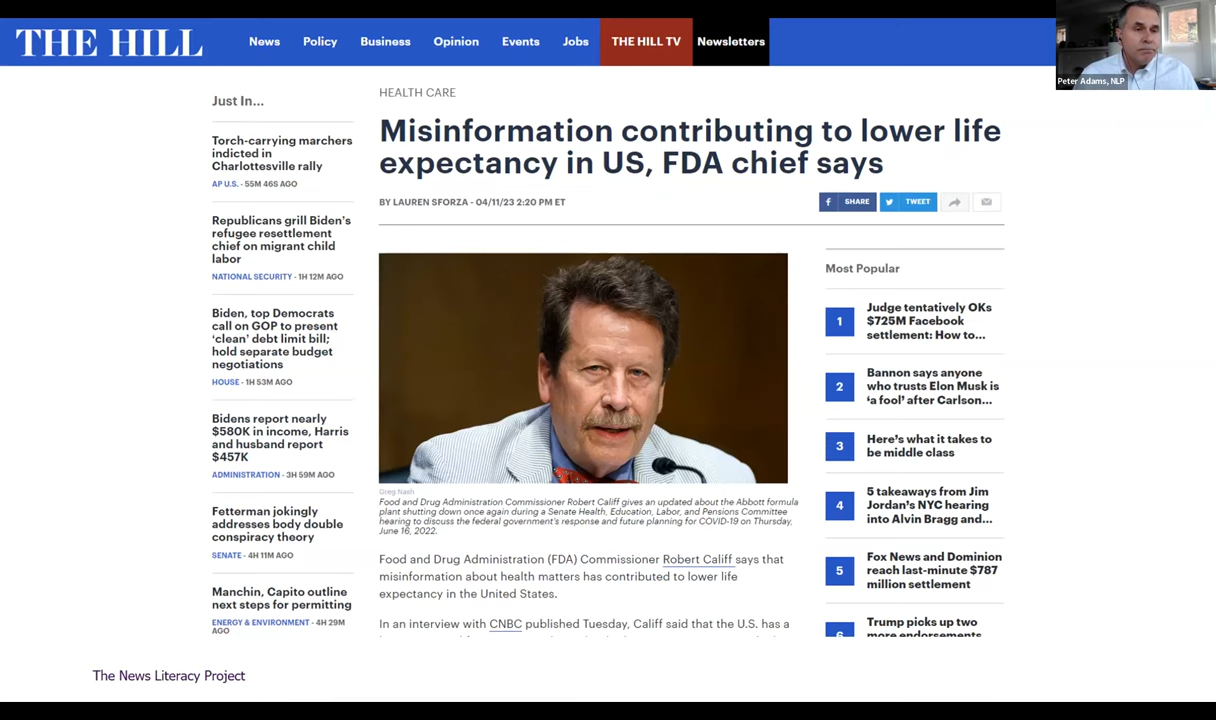 THE HILL
News Policy Business Opinion Events Jobs THE HILL TV Newsletters
Peter Adams, NLP
Just In...
Torch-carrying marchers
indicted in
Charlottesville rally
AP U.S. - 55M 46S AGO
Republicans grill Biden's
refugee resettlement
chief on migrant child
labor
NATIONAL SECURITY - 1H 12M AGO
Biden, top Democrats
call on GOP to present
‘clean’ debt limit bill;
hold separate budget
negotiations
HOUSE - 1H 53M AGO
Bidens report nearly
$580K in income, Harris
and husband report
$457K
ADMINISTRATION - 3H 59M AGO
Fetterman jokingly
addresses body double
conspiracy theory
SENATE - 4H 11M AGO
Manchin, Capito outline
next steps for permitting
ENERGY & ENVIRONMENT - 4H 29M
AGO
HEALTH CARE
Misinformation contributing to lower life
expectancy in US, FDA chief says
BY LAUREN SFORZA - 04/11/23 2:20 PM ET
SHARE TWEET
Greg Nash
Food and Drug Administration Commissioner Robert Califf gives an updated about the Abbott formula
plant shutting down once again during a Senate Health, Education, Labor, and Pensions Committee
hearing to discuss the federal government's response and future planning for COVID-19 on Thursday,
June 16, 2022.
Food and Drug Administration (FDA) Commissioner Robert Califf says that
misinformation about health matters has contributed to lower life
expectancy in the United States.
In an interview with CNBC published Tuesday, Califf said that the U.S. has a
Most Popular
1 Judge tentatively OKs
$725M Facebook
settlement: How to...
2 Bannon says anyone
who trusts Elon Musk is
‘a fool’ after Carlson...
3 Here's what it takes to
be middle class
4 5 takeaways from Jim
Jordan's NYC hearing
into Alvin Bragg and...
5 Fox News and Dominion
reach last-minute $787
million settlement
6 Trump picks up two
more endorsements
The News Literacy Project